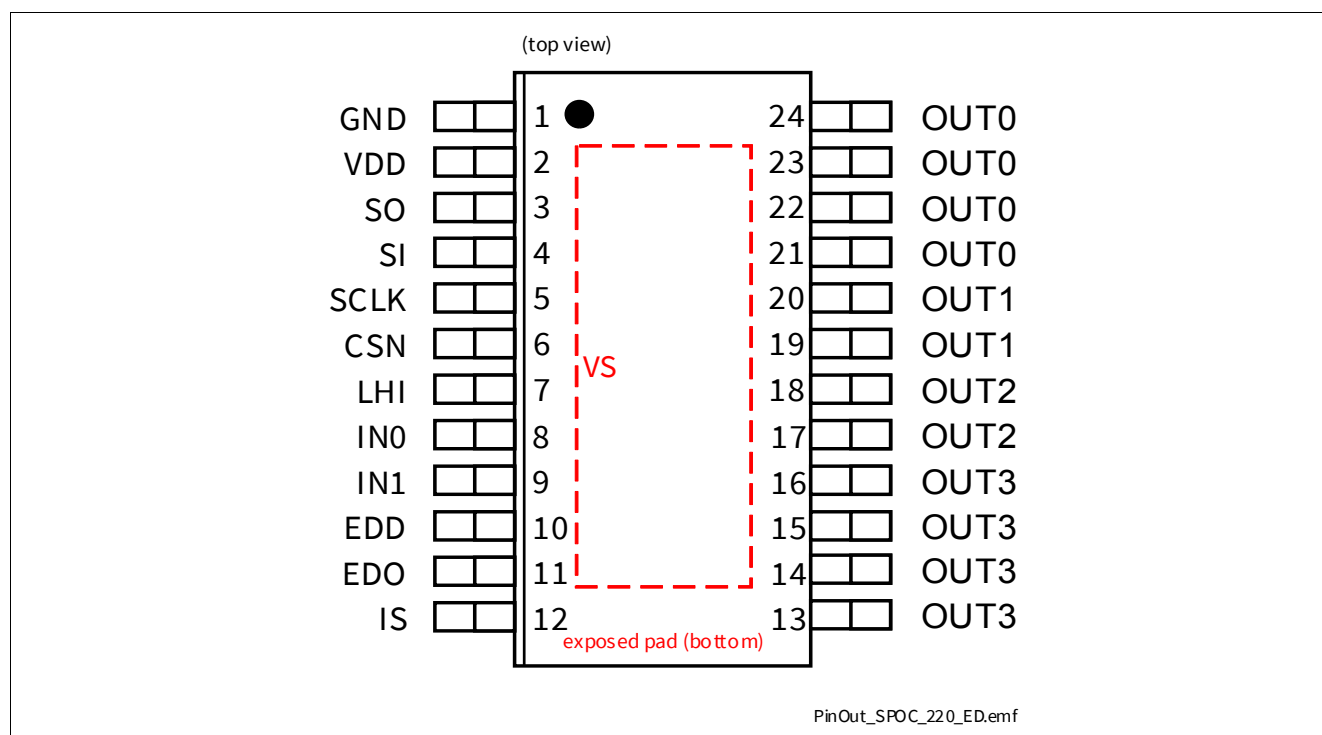 (top view)
GND 1 24 OUT0
VDD 2 23 OUT0
SO 3 22 OUT0
SI 4 21 OUT0
SCLK 5 20 OUT1
CSN 6 19 OUT1
VS
LHI 7 18 OUT2
IN0 8 17 OUT2
IN1 9 16 OUT3
EDD 10 15 OUT3
EDO 11 14 OUT3
IS 12 13 OUT3
exposed pad (bottom)
PinOut_SPOC_220_ED.emf